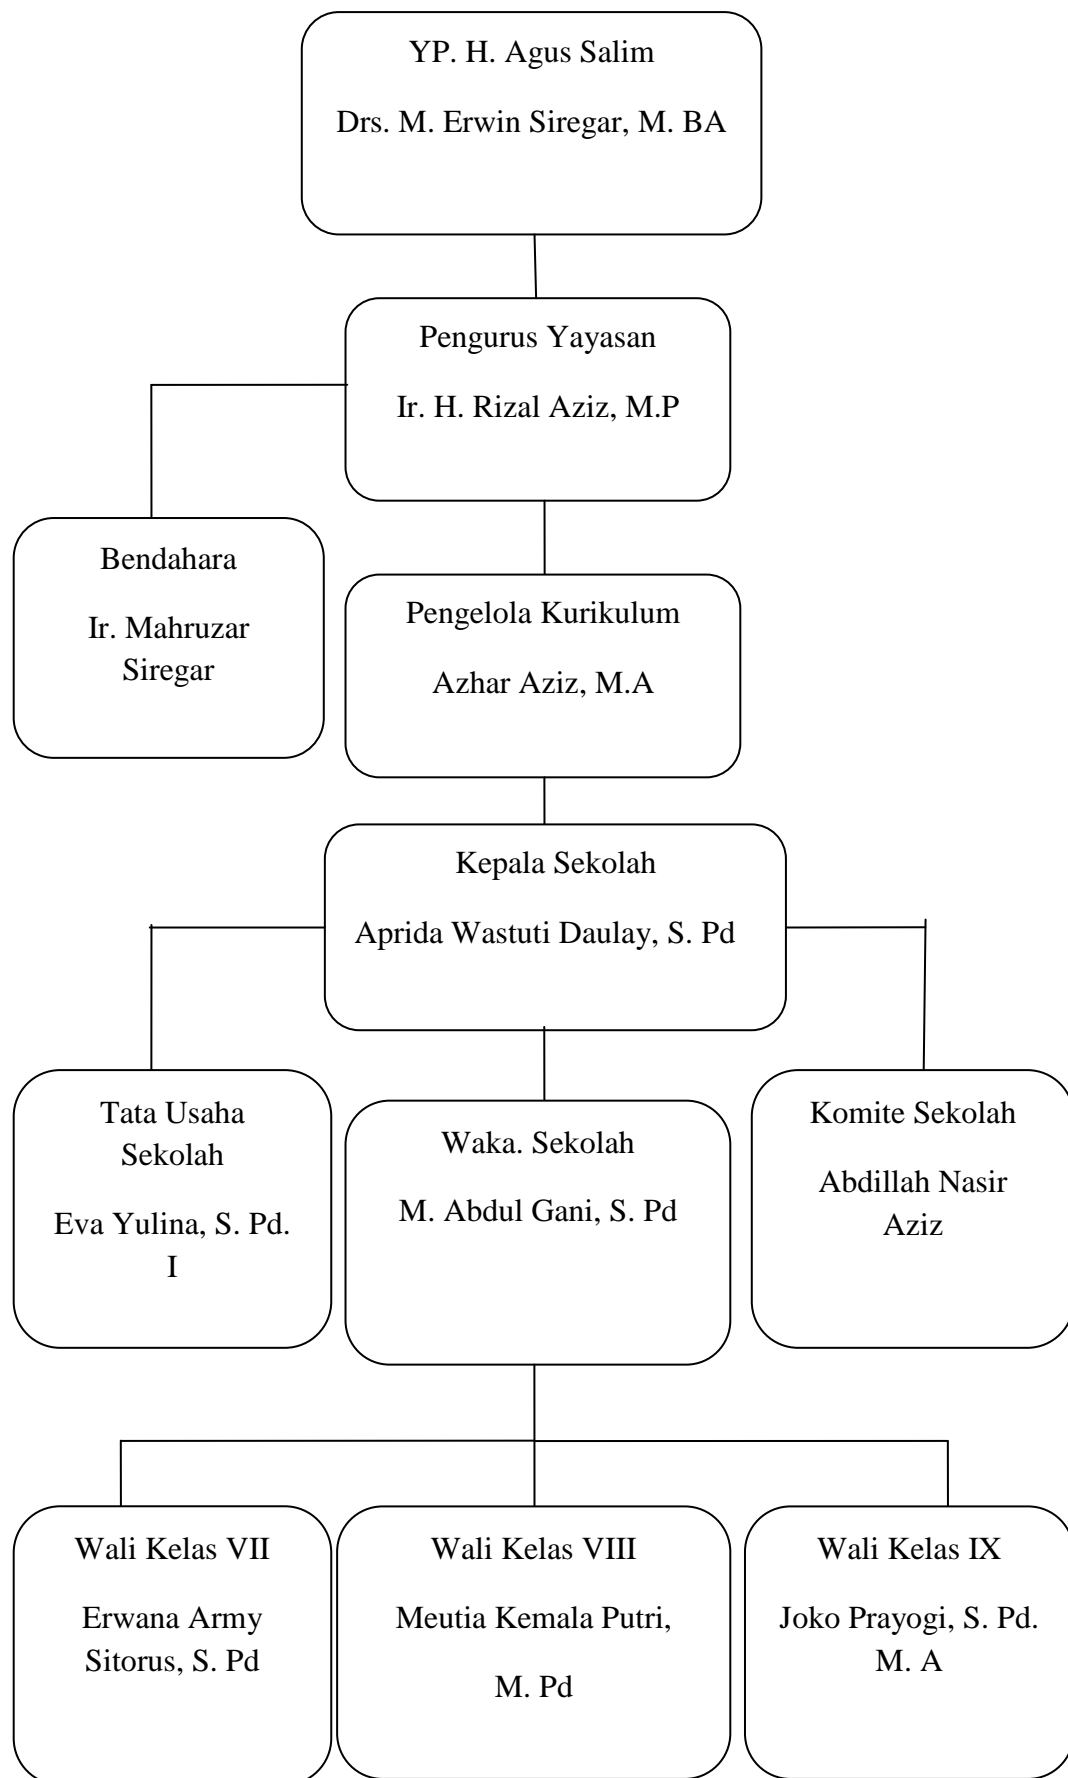 YP. H. Agus Salim
Drs. M. Erwin Siregar, M. BA
Pengurus Yayasan
Ir. H. Rizal Aziz, M.P
Bendahara
Ir. Mahruzar
Siregar
Pengelola Kurikulum
Azhar Aziz, M.A
Kepala Sekolah
Aprida Wastuti Daulay, S. Pd
Tata Usaha
Sekolah
Eva Yulina, S. Pd.
I
Waka. Sekolah
M. Abdul Gani, S. Pd
Komite Sekolah
Abdillah Nasir
Aziz
Wali Kelas VII
Erwana Army
Sitorus, S. Pd
Wali Kelas VIII
Meutia Kemala Putri,
M. Pd
Wali Kelas IX
Joko Prayogi, S. Pd.
M. A